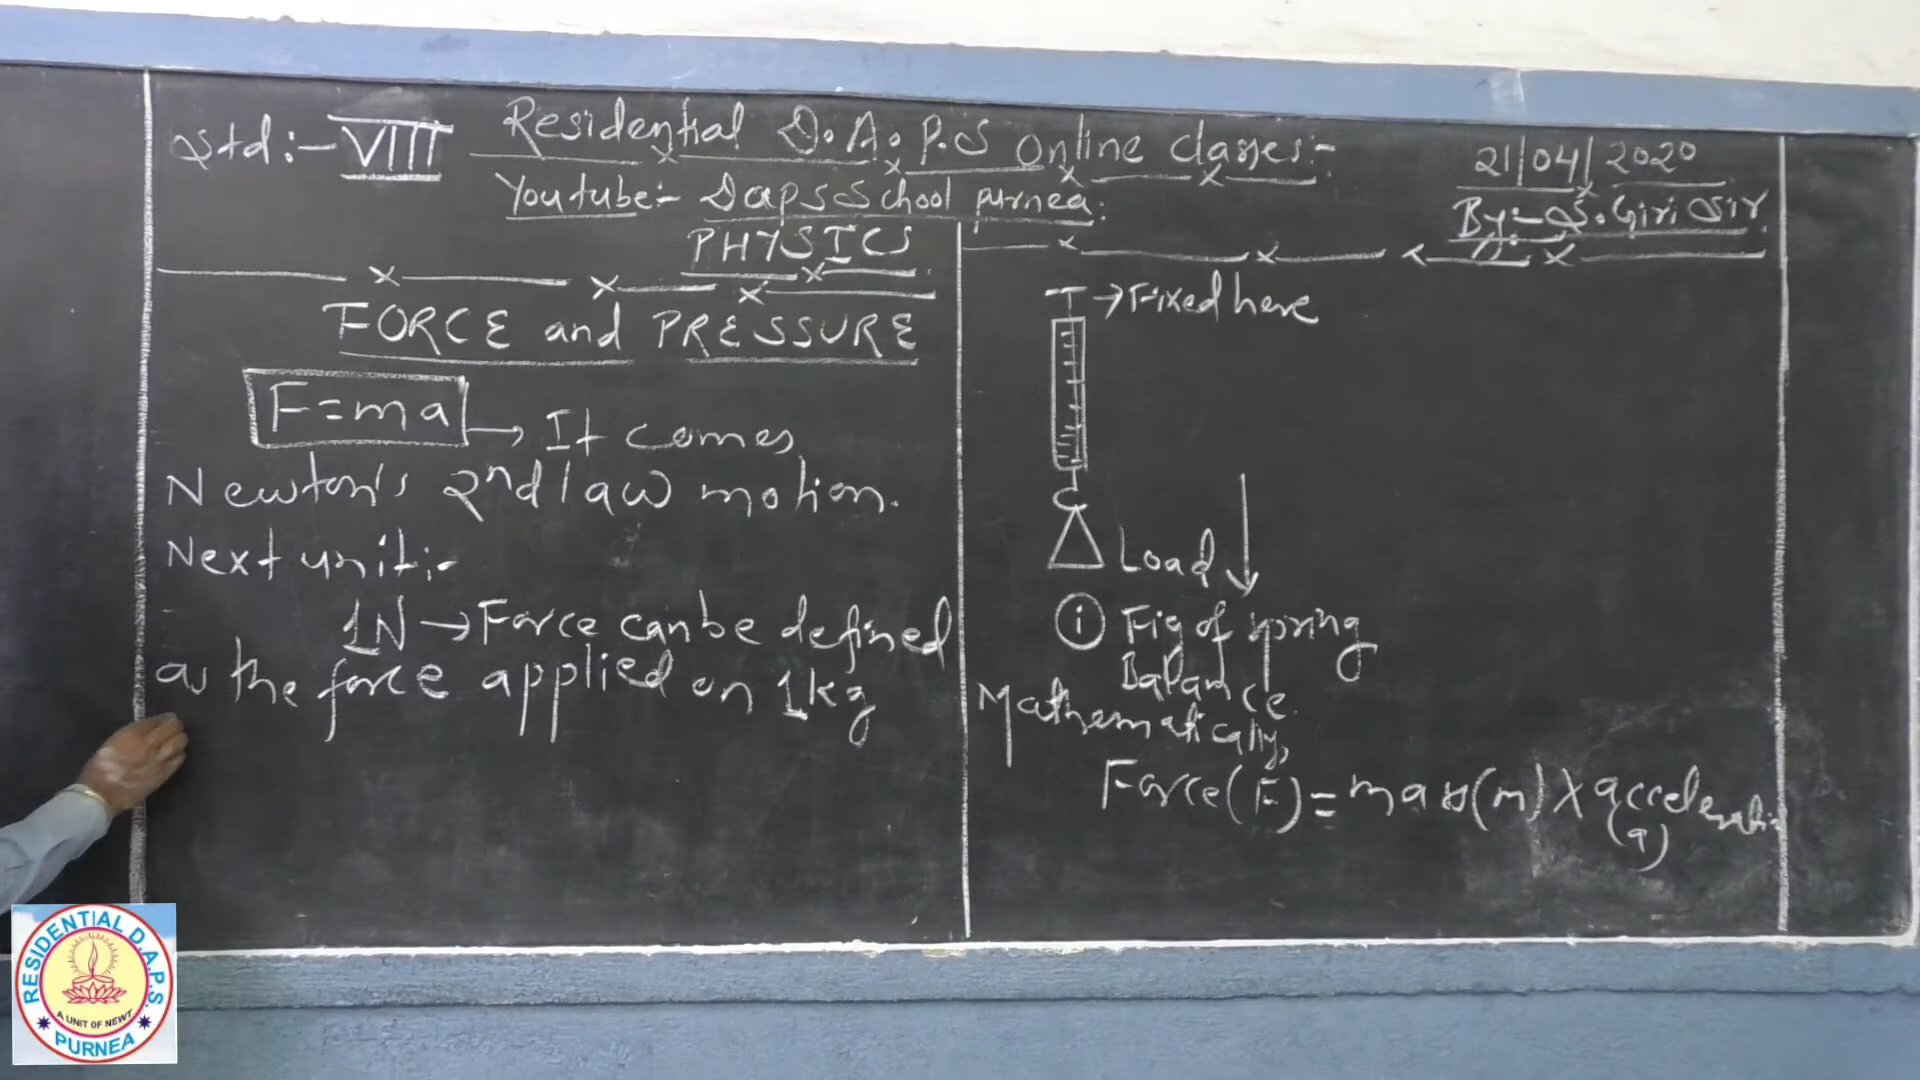 Std:- VIII
Residential D.A.P.S online classes:-
Youtube:- Daps School purnea.
21/04/2020
By:- S. Giri Sir
PHYSICS
FORCE and PRESSURE
F=ma → It comes
Newton's 2nd law motion.
Next unit:-
1N → Force can be defined
as the force applied on 1kg
→ Fixed here
Load
i Fig of spring
Balance.
Mathematically,
Force(F) = mass(m) X acceleration
(a)
RESIDENTIAL D.A.P.S.
A UNIT OF NEWT
PURNEA